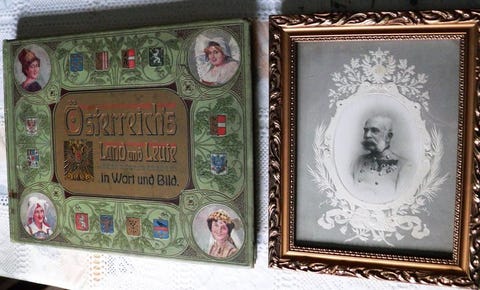 Österreichs
Land und Leute
in Wort und Bild.